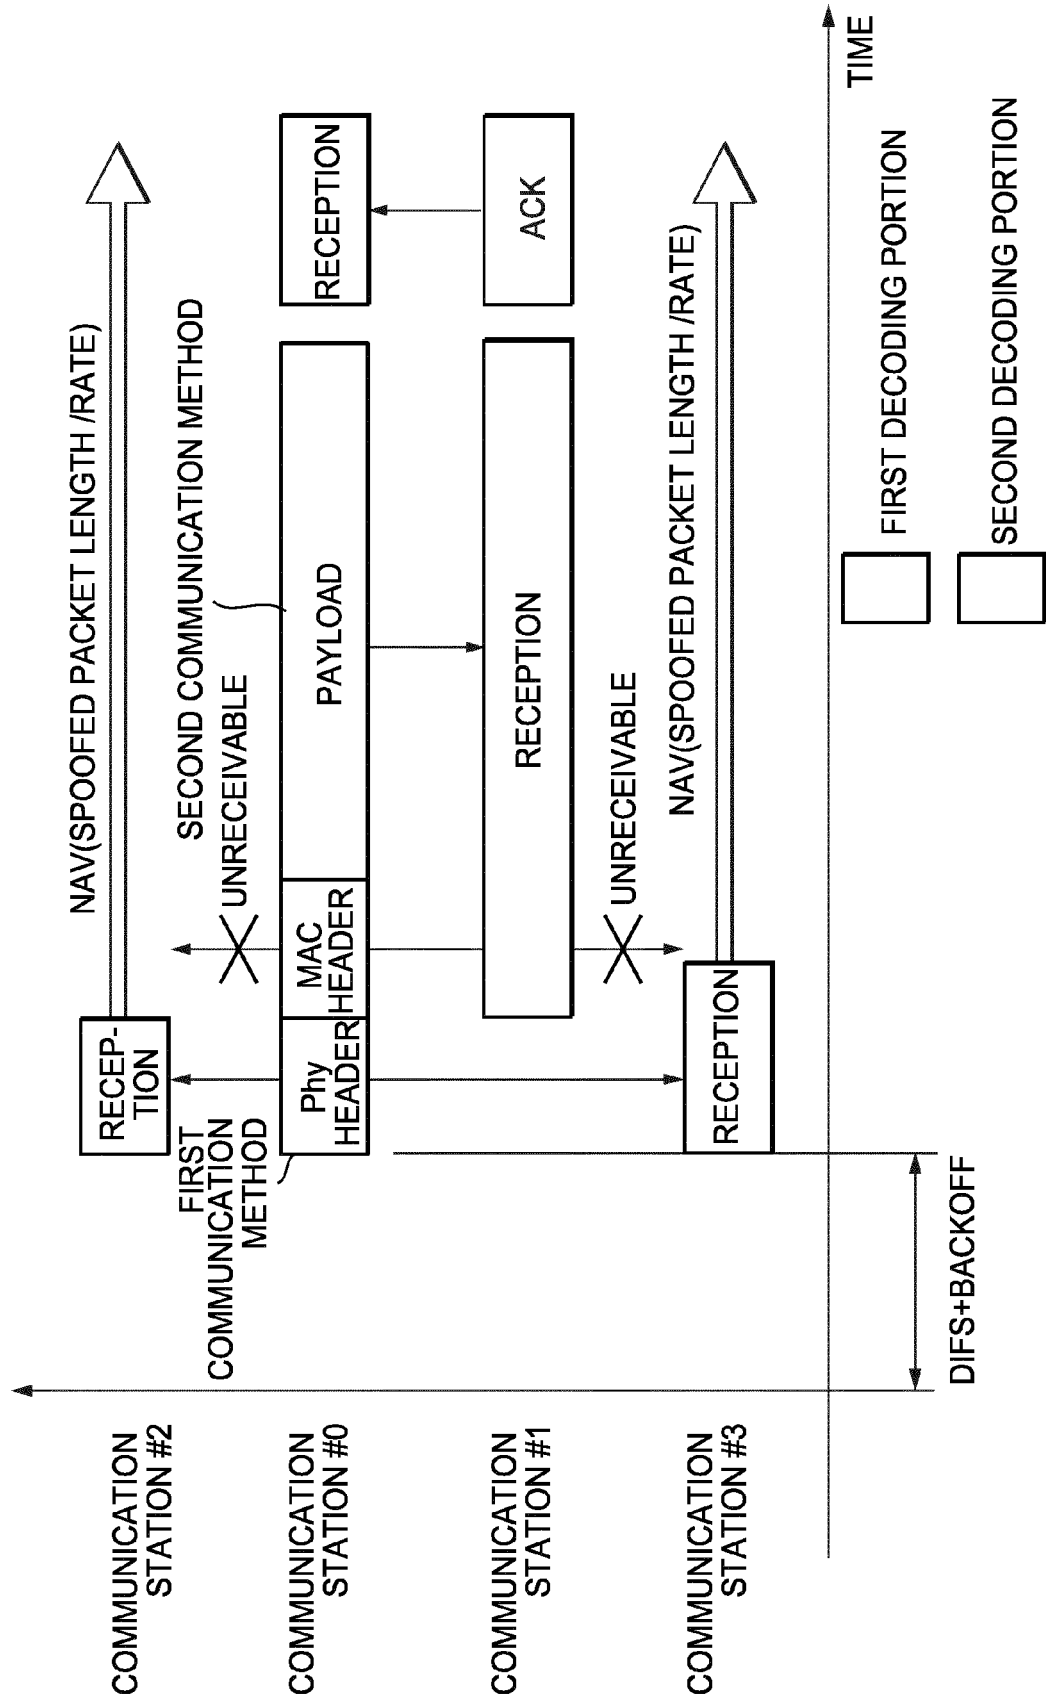 COMMUNICATION
STATION #2
RECEP-
TION
NAV(SPOOFED PACKET LENGTH /RATE)
FIRST
COMMUNICATION
METHOD
UNRECEIVABLE
SECOND COMMUNICATION METHOD
COMMUNICATION
STATION #0
Phy
HEADER
MAC
HEADER
PAYLOAD
RECEPTION
COMMUNICATION
STATION #1
RECEPTION
ACK
UNRECEIVABLE
COMMUNICATION
STATION #3
RECEPTION
NAV(SPOOFED PACKET LENGTH /RATE)
TIME
DIFS+BACKOFF
FIRST DECODING PORTION
SECOND DECODING PORTION